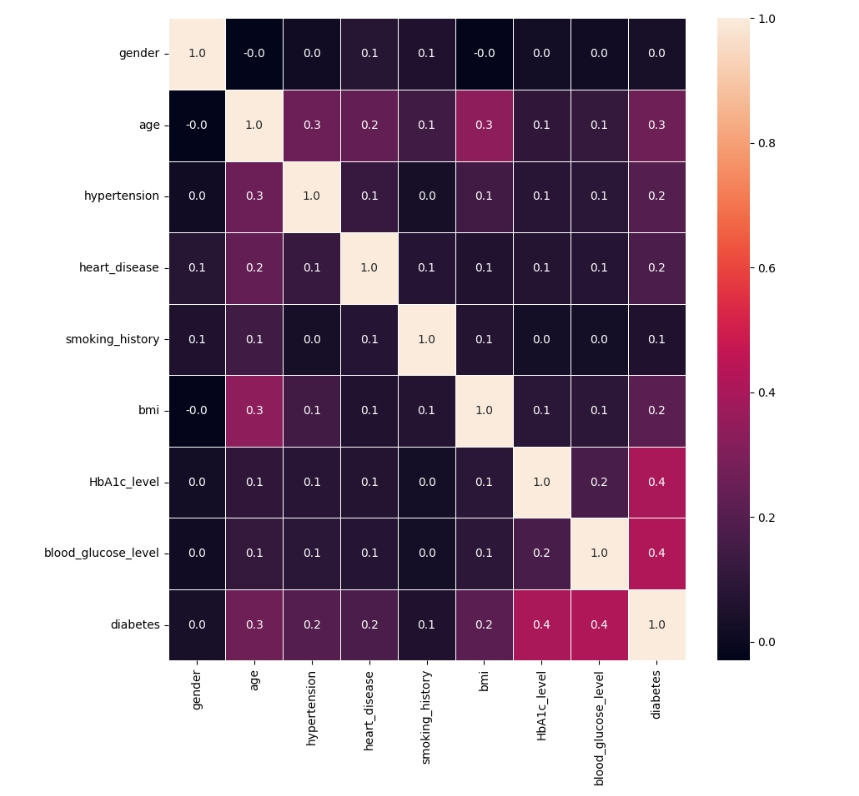 gender 1.0 -0.0 0.0 0.1 0.1 -0.0 0.0 0.0 0.0
age -0.0 1.0 0.3 0.2 0.1 0.3 0.1 0.1 0.3
hypertension 0.0 0.3 1.0 0.1 0.0 0.1 0.1 0.1 0.2
heart_disease 0.1 0.2 0.1 1.0 0.1 0.1 0.1 0.1 0.2
smoking_history 0.1 0.1 0.0 0.1 1.0 0.1 0.0 0.0 0.1
bmi -0.0 0.3 0.1 0.1 0.1 1.0 0.1 0.1 0.2
HbA1c_level 0.0 0.1 0.1 0.1 0.0 0.1 1.0 0.2 0.4
blood_glucose_level 0.0 0.1 0.1 0.1 0.0 0.1 0.2 1.0 0.4
diabetes 0.0 0.3 0.2 0.2 0.1 0.2 0.4 0.4 1.0
gender
age
hypertension
heart_disease
smoking_history
bmi
HbA1c_level
blood_glucose_level
diabetes
1.0
0.8
0.6
0.4
0.2
0.0